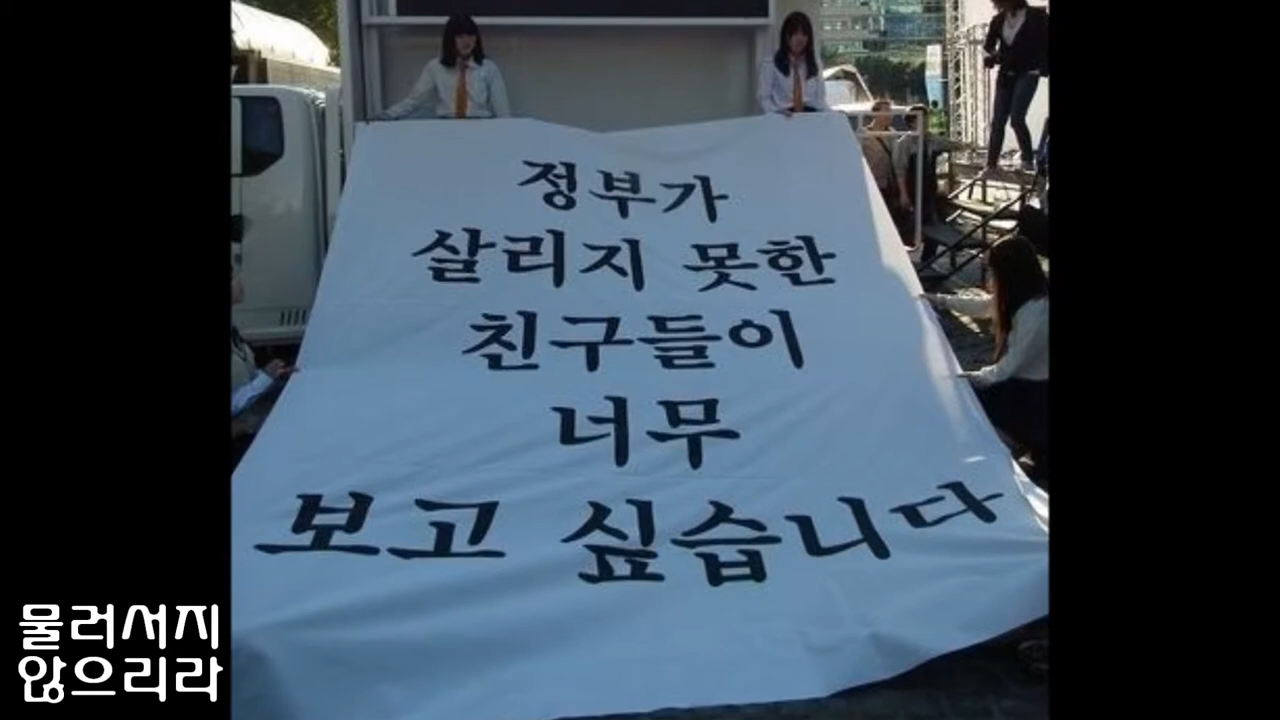 정부가
살리지 못한
친구들이
너무
보고 싶습니다
물러서지
않으리라